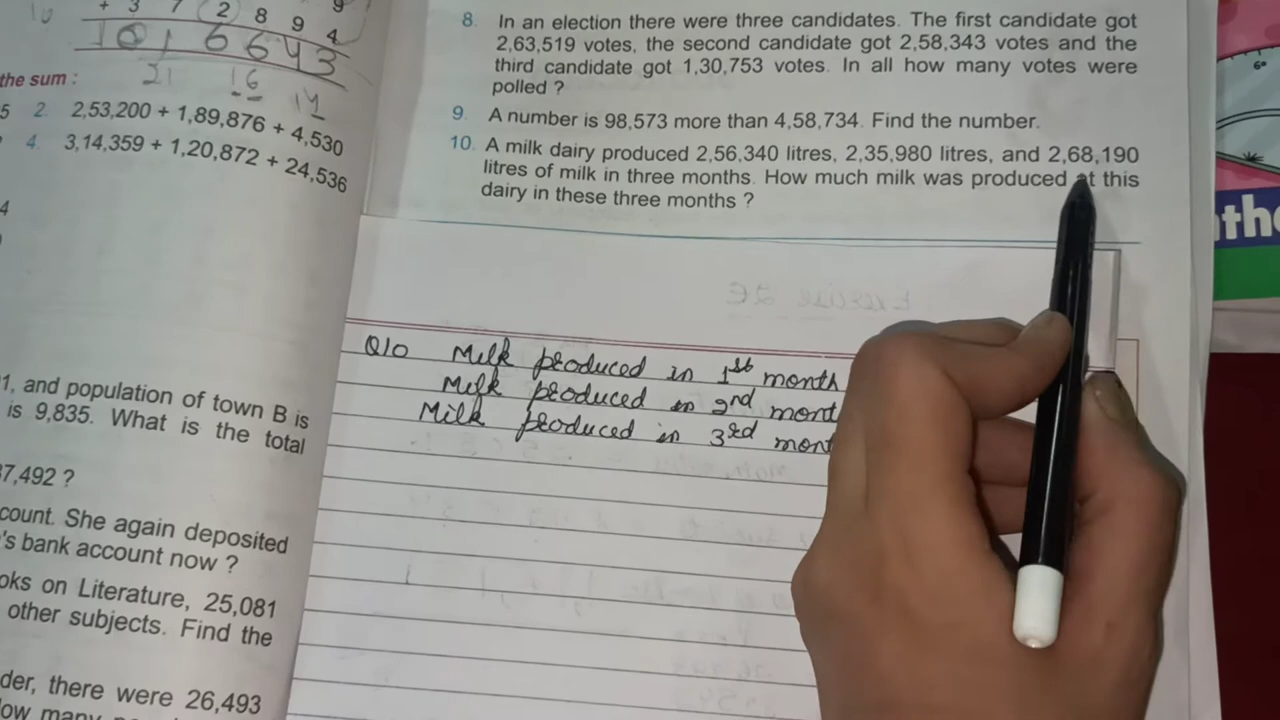 + 3 7 2 8 9 4
1 0 1 6 6 4 3
21 16 14
the sum :
5 2. 2,53,200 + 1,89,876 + 4,530
4. 3,14,359 + 1,20,872 + 24,536
4
1, and population of town B is
is 9,835. What is the total
37,492 ?
count. She again deposited
's bank account now ?
oks on Literature, 25,081
other subjects. Find the
der, there were 26,493
8. In an election there were three candidates. The first candidate got
2,63,519 votes, the second candidate got 2,58,343 votes and the
third candidate got 1,30,753 votes. In all how many votes were
polled ?
9. A number is 98,573 more than 4,58,734. Find the number.
10. A milk dairy produced 2,56,340 litres, 2,35,980 litres, and 2,68,190
litres of milk in three months. How much milk was produced at this
dairy in these three months ?
Q10 Milk produced in 1st month
Milk produced in 2nd mont
Milk produced in 3rd mont